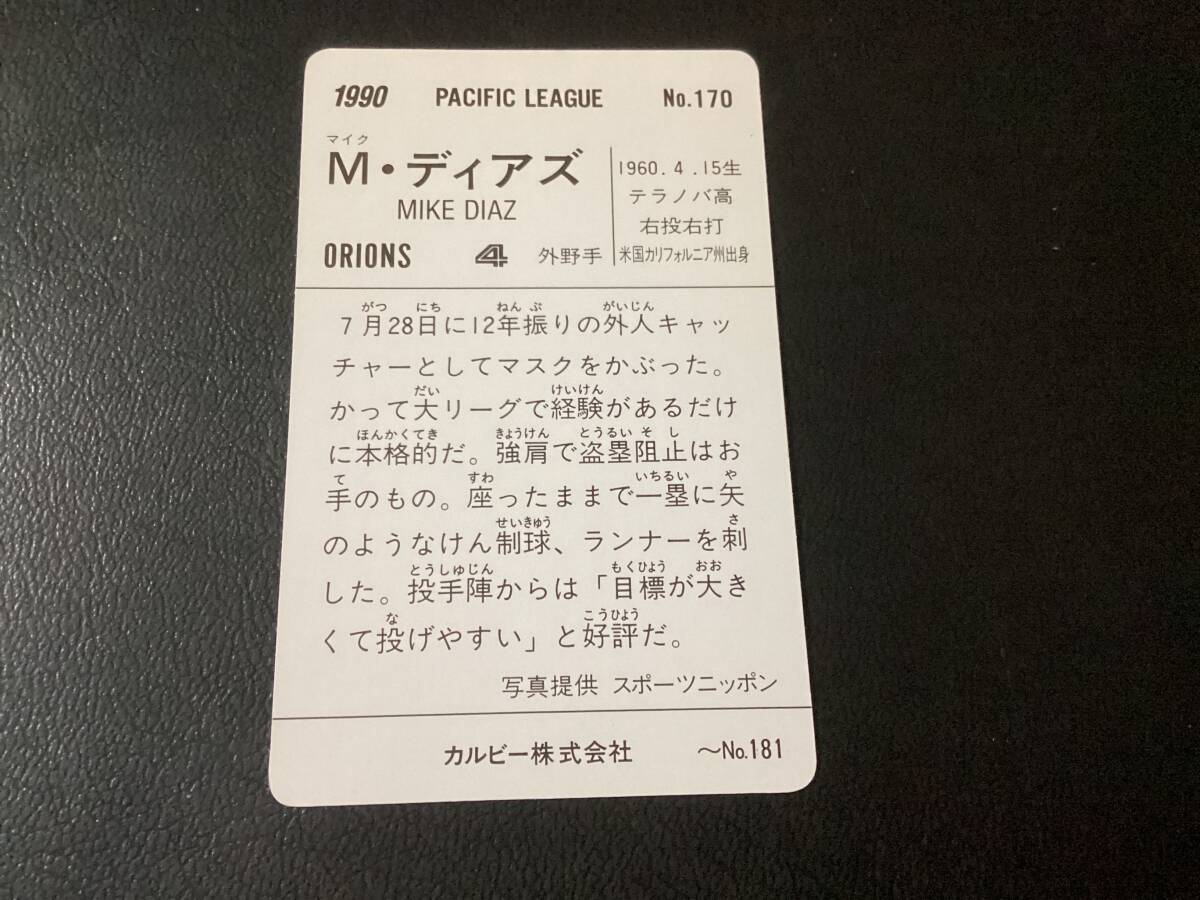 1990 PACIFIC LEAGUE No.170
マイク
M・ディアズ
MIKE DIAZ
ORIONS 4 外野手
1960. 4 .15生
テラノバ高
右投右打
米国カリフォルニア州出身
がつ にち ねん ぶ がいじん
7月28日に12年振りの外人キャッ
チャーとしてマスクをかぶった。
だい けいけん
かって大リーグで経験があるだけ
ほんかくてき きょうけん とうるい そ し
に本格的だ。強肩で盗塁阻止はお
て すわ いちるい や
手のもの。座ったままで一塁に矢
せいきゅう さ
のようなけん制球、ランナーを刺
とうしゅじん もくひょう おお
した。投手陣からは「目標が大き
な こうひょう
くて投げやすい」と好評だ。
写真提供 スポーツニッポン
カルビー株式会社 〜No.181